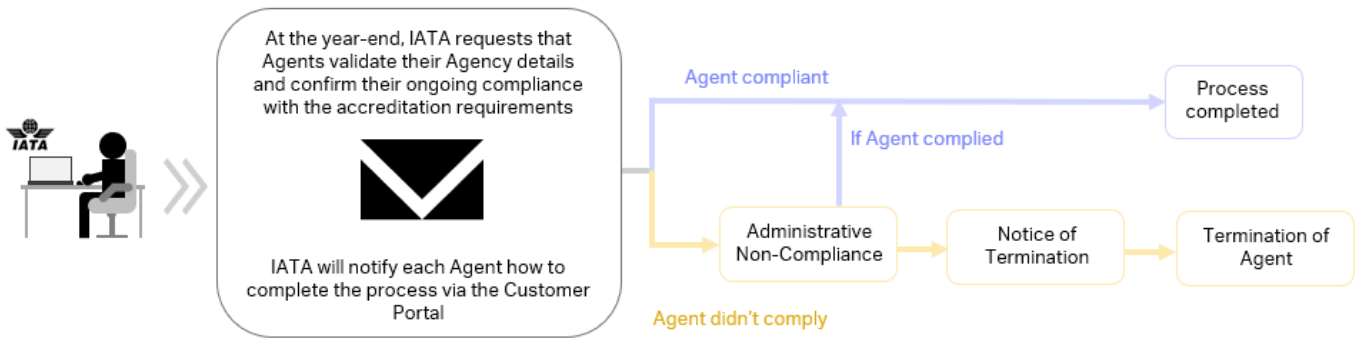 IATA
At the year-end, IATA requests that
Agents validate their Agency details
and confirm their ongoing compliance
with the accreditation requirements
IATA will notify each Agent how to
complete the process via the Customer
Portal
Agent compliant
Process
completed
If Agent complied
Administrative
Non-Compliance
Notice of
Termination
Termination of
Agent
Agent didn't comply